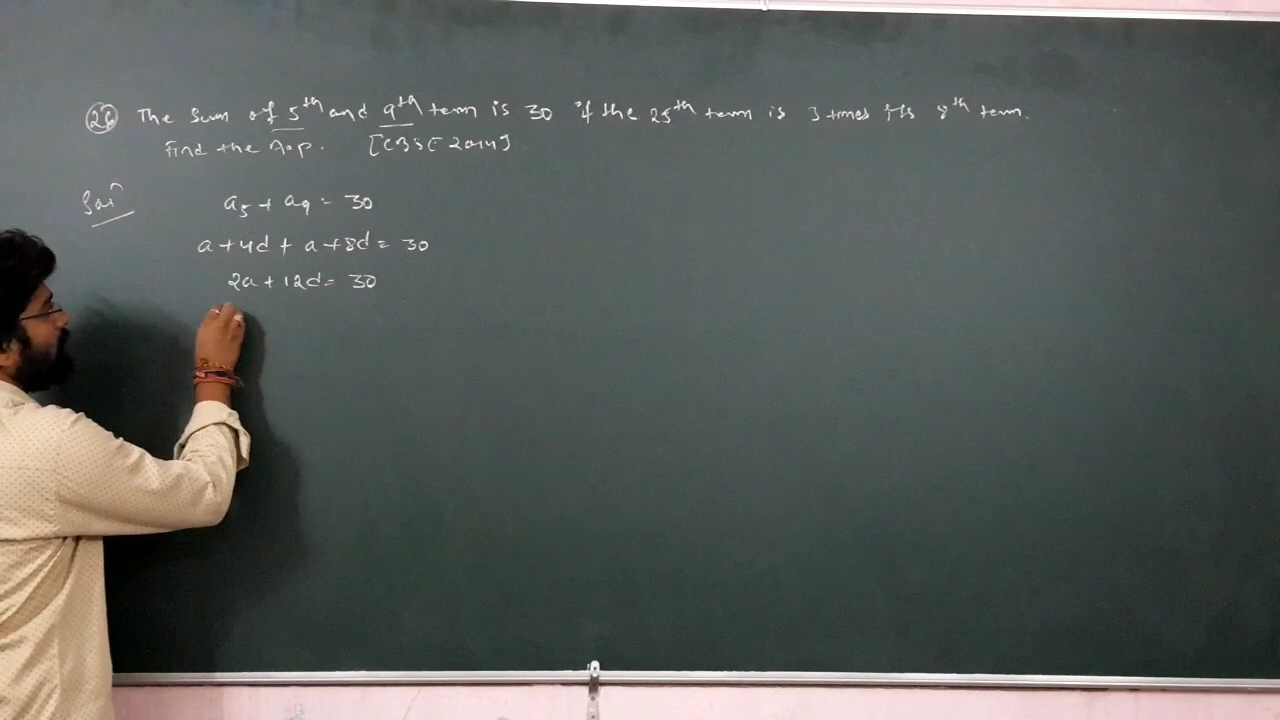 28 The Sum of 5th and 9th term is 30 if the 25th term is 3 times its 8th term.
Find the A.P. [CBSE 2014]
Sol^n
a5 + a9 = 30
a + 4d + a + 8d = 30
2a + 12d = 30